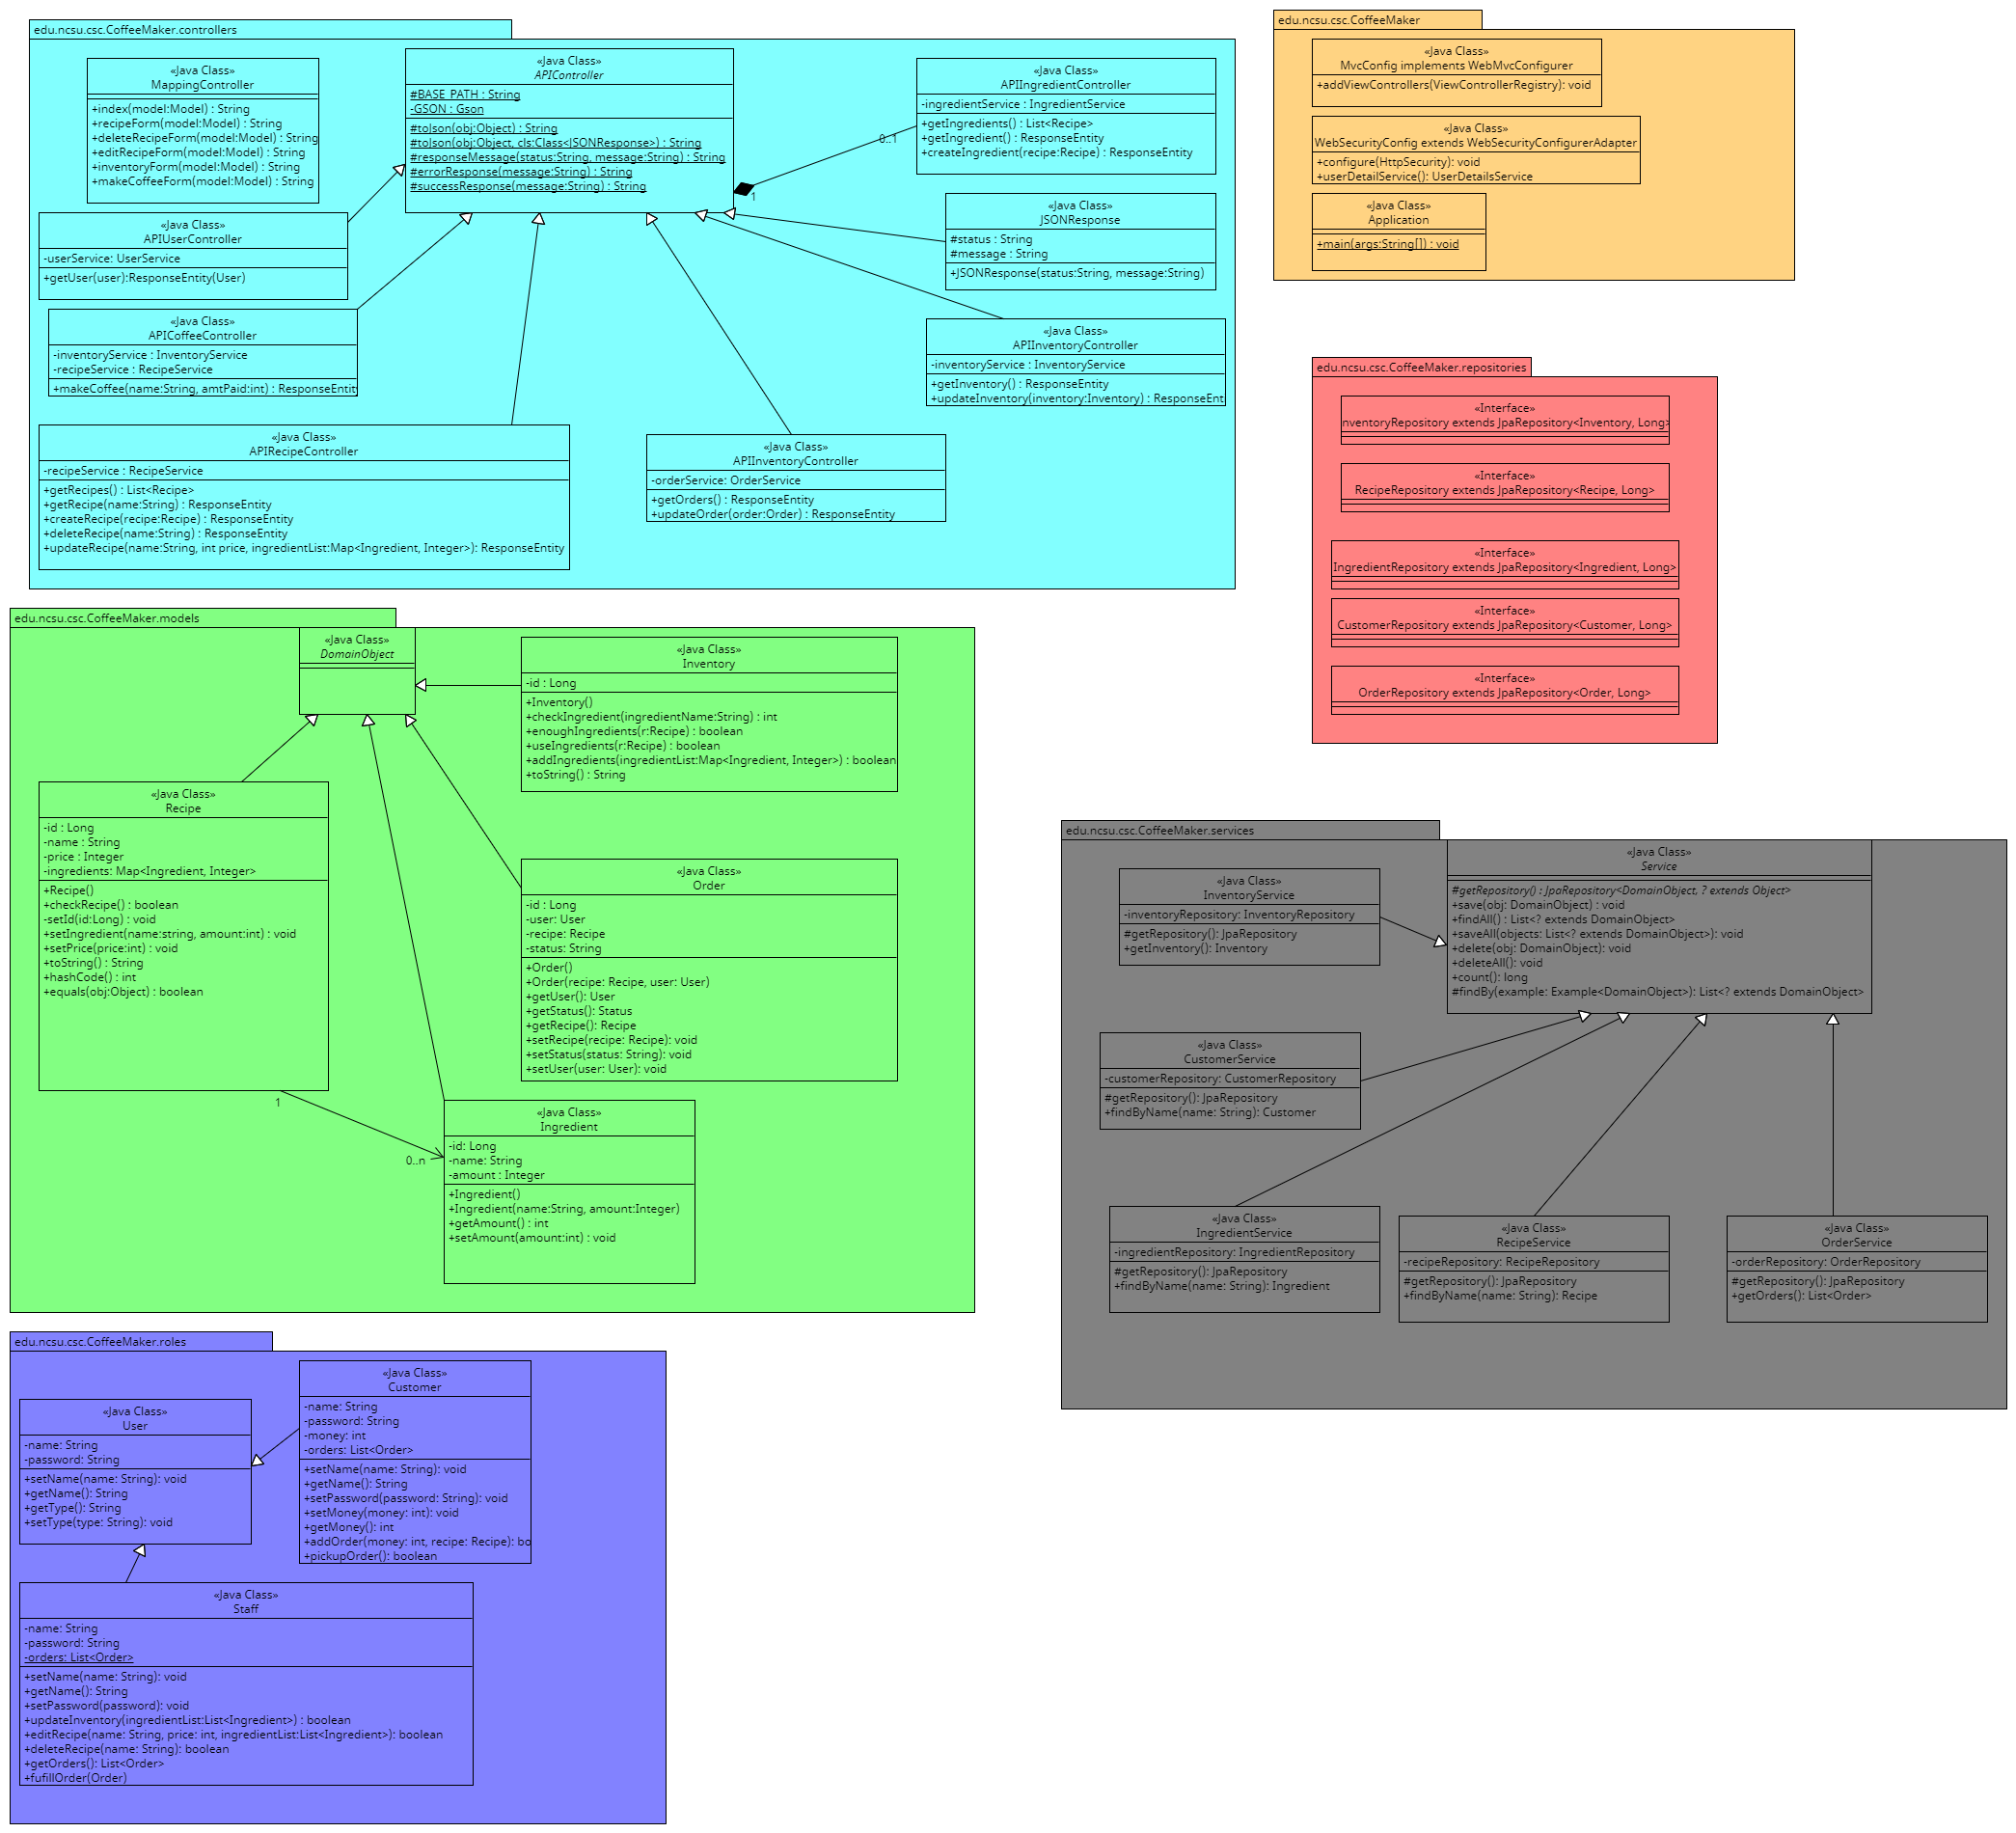 edu.ncsu.csc.CoffeeMaker.controllers
«Java Class»
MappingController
+index(model:Model) : String
+recipeForm(model:Model) : String
+deleteRecipeForm(model:Model) : String
+editRecipeForm(model:Model) : String
+inventoryForm(model:Model) : String
+makeCoffeeForm(model:Model) : String
«Java Class»
APIController
#BASE_PATH : String
-GSON : Gson
#toJson(obj:Object) : String
#toJson(obj:Object, cls:Class<JSONResponse>) : String
#responseMessage(status:String, message:String) : String
#errorResponse(message:String) : String
#successResponse(message:String) : String
«Java Class»
APIIngredientController
-ingredientService : IngredientService
+getIngredients() : List<Recipe>
+getIngredient() : ResponseEntity
+createIngredient(recipe:Recipe) : ResponseEntity
0..1
1
«Java Class»
APIUserController
-userService: UserService
+getUser(user):ResponseEntity(User)
«Java Class»
JSONResponse
#status : String
#message : String
+JSONResponse(status:String, message:String)
«Java Class»
APICoffeeController
-inventoryService : InventoryService
-recipeService : RecipeService
+makeCoffee(name:String, amtPaid:int) : ResponseEntit
«Java Class»
APIInventoryController
-inventoryService : InventoryService
+getInventory() : ResponseEntity
+updateInventory(inventory:Inventory) : ResponseEnt
«Java Class»
APIRecipeController
-recipeService : RecipeService
+getRecipes() : List<Recipe>
+getRecipe(name:String) : ResponseEntity
+createRecipe(recipe:Recipe) : ResponseEntity
+deleteRecipe(name:String) : ResponseEntity
+updateRecipe(name:String, int price, ingredientList:Map<Ingredient, Integer>): ResponseEntity
«Java Class»
APIInventoryController
-orderService: OrderService
+getOrders() : ResponseEntity
+updateOrder(order:Order) : ResponseEntity
edu.ncsu.csc.CoffeeMaker
«Java Class»
MvcConfig implements WebMvcConfigurer
+addViewControllers(ViewControllerRegistry): void
«Java Class»
WebSecurityConfig extends WebSecurityConfigurerAdapter
+configure(HttpSecurity): void
+userDetailService(): UserDetailsService
«Java Class»
Application
+main(args:String[]) : void
edu.ncsu.csc.CoffeeMaker.repositories
«Interface»
nventoryRepository extends JpaRepository<Inventory, Long>
«Interface»
RecipeRepository extends JpaRepository<Recipe, Long>
«Interface»
IngredientRepository extends JpaRepository<Ingredient, Long>
«Interface»
CustomerRepository extends JpaRepository<Customer, Long>
«Interface»
OrderRepository extends JpaRepository<Order, Long>
edu.ncsu.csc.CoffeeMaker.models
«Java Class»
DomainObject
«Java Class»
Inventory
-id : Long
+Inventory()
+checkIngredient(ingredientName:String) : int
+enoughIngredients(r:Recipe) : boolean
+useIngredients(r:Recipe) : boolean
+addIngredients(ingredientList:Map<Ingredient, Integer>) : boolean
+toString() : String
«Java Class»
Recipe
-id : Long
-name : String
-price : Integer
-ingredients: Map<Ingredient, Integer>
+Recipe()
+checkRecipe() : boolean
-setId(id:Long) : void
+setIngredient(name:string, amount:int) : void
+setPrice(price:int) : void
+toString() : String
+hashCode() : int
+equals(obj:Object) : boolean
«Java Class»
Order
-id : Long
-user: User
-recipe: Recipe
-status: String
+Order()
+Order(recipe: Recipe, user: User)
+getUser(): User
+getStatus(): Status
+getRecipe(): Recipe
+setRecipe(recipe: Recipe): void
+setStatus(status: String): void
+setUser(user: User): void
1
0..n
«Java Class»
Ingredient
-id: Long
-name: String
-amount : Integer
+Ingredient()
+Ingredient(name:String, amount:Integer)
+getAmount() : int
+setAmount(amount:int) : void
edu.ncsu.csc.CoffeeMaker.services
«Java Class»
InventoryService
-inventoryRepository: InventoryRepository
#getRepository(): JpaRepository
+getInventory(): Inventory
«Java Class»
Service
#getRepository() : JpaRepository<DomainObject, ? extends Object>
+save(obj: DomainObject) : void
+findAll() : List<? extends DomainObject>
+saveAll(objects: List<? extends DomainObject>): void
+delete(obj: DomainObject): void
+deleteAll(): void
+count(): long
#findBy(example: Example<DomainObject>): List<? extends DomainObject>
«Java Class»
CustomerService
-customerRepository: CustomerRepository
#getRepository(): JpaRepository
+findByName(name: String): Customer
«Java Class»
IngredientService
-ingredientRepository: IngredientRepository
#getRepository(): JpaRepository
+findByName(name: String): Ingredient
«Java Class»
RecipeService
-recipeRepository: RecipeRepository
#getRepository(): JpaRepository
+findByName(name: String): Recipe
«Java Class»
OrderService
-orderRepository: OrderRepository
#getRepository(): JpaRepository
+getOrders(): List<Order>
edu.ncsu.csc.CoffeeMaker.roles
«Java Class»
User
-name: String
-password: String
+setName(name: String): void
+getName(): String
+getType(): String
+setType(type: String): void
«Java Class»
Customer
-name: String
-password: String
-money: int
-orders: List<Order>
+setName(name: String): void
+getName(): String
+setPassword(password: String): void
+setMoney(money: int): void
+getMoney(): int
+addOrder(money: int, recipe: Recipe): bo
+pickupOrder(): boolean
«Java Class»
Staff
-name: String
-password: String
-orders: List<Order>
+setName(name: String): void
+getName(): String
+setPassword(password): void
+updateInventory(ingredientList:List<Ingredient>) : boolean
+editRecipe(name: String, price: int, ingredientList:List<Ingredient>): boolean
+deleteRecipe(name: String): boolean
+getOrders(): List<Order>
+fufillOrder(Order)